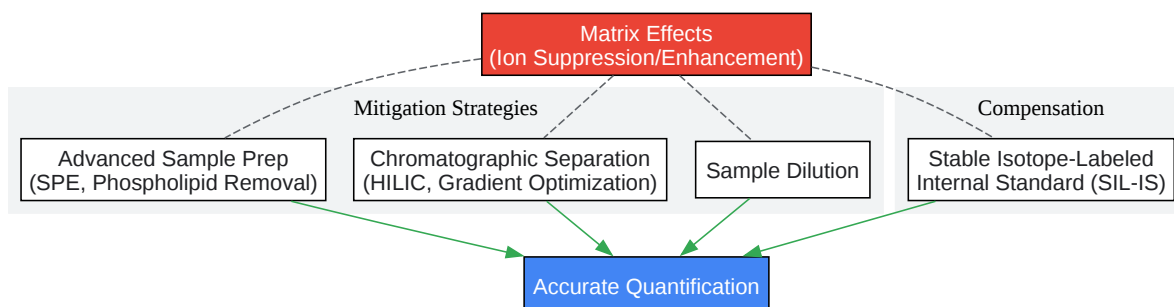 Matrix Effects
(Ion Suppression/Enhancement)
Mitigation Strategies
Compensation
Advanced Sample Prep
(SPE, Phospholipid Removal)
Chromatographic Separation
(HILIC, Gradient Optimization)
Sample Dilution
Stable Isotope-Labeled
Internal Standard (SIL-IS)
Accurate Quantification